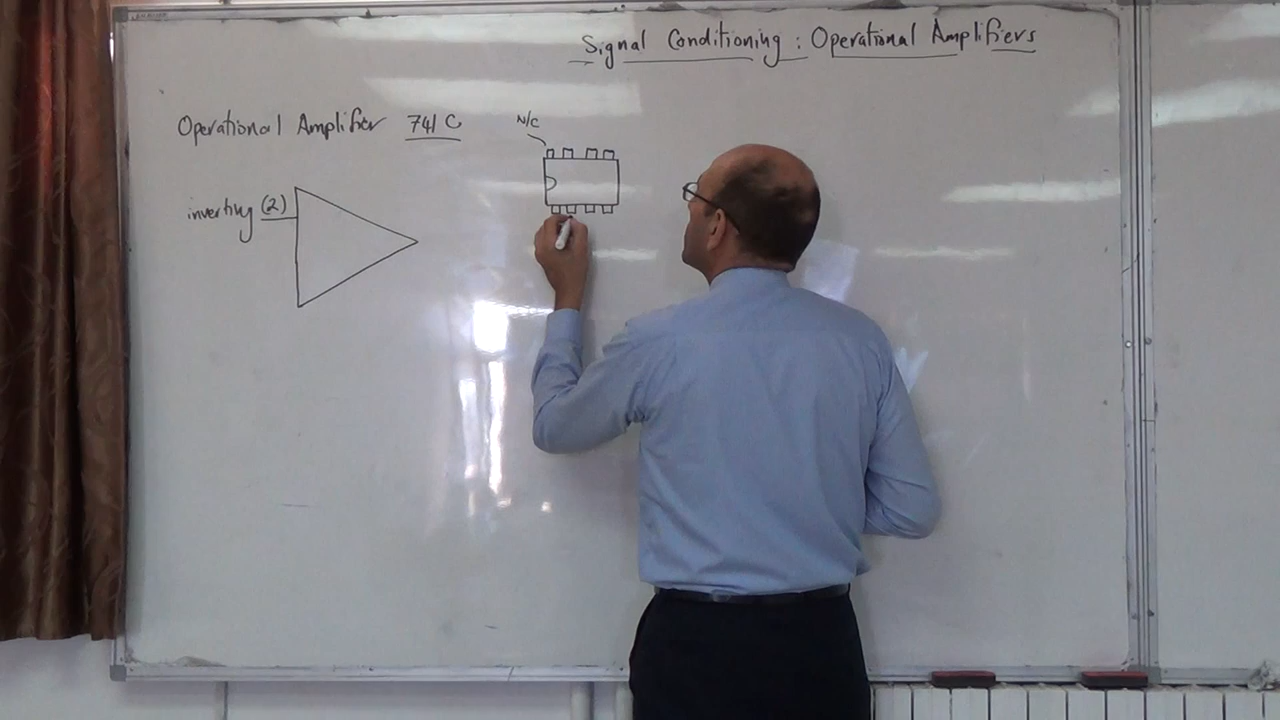 Signal Conditioning : Operational Amplifiers
Operational Amplifier 741 C
N/C
inverting (2)